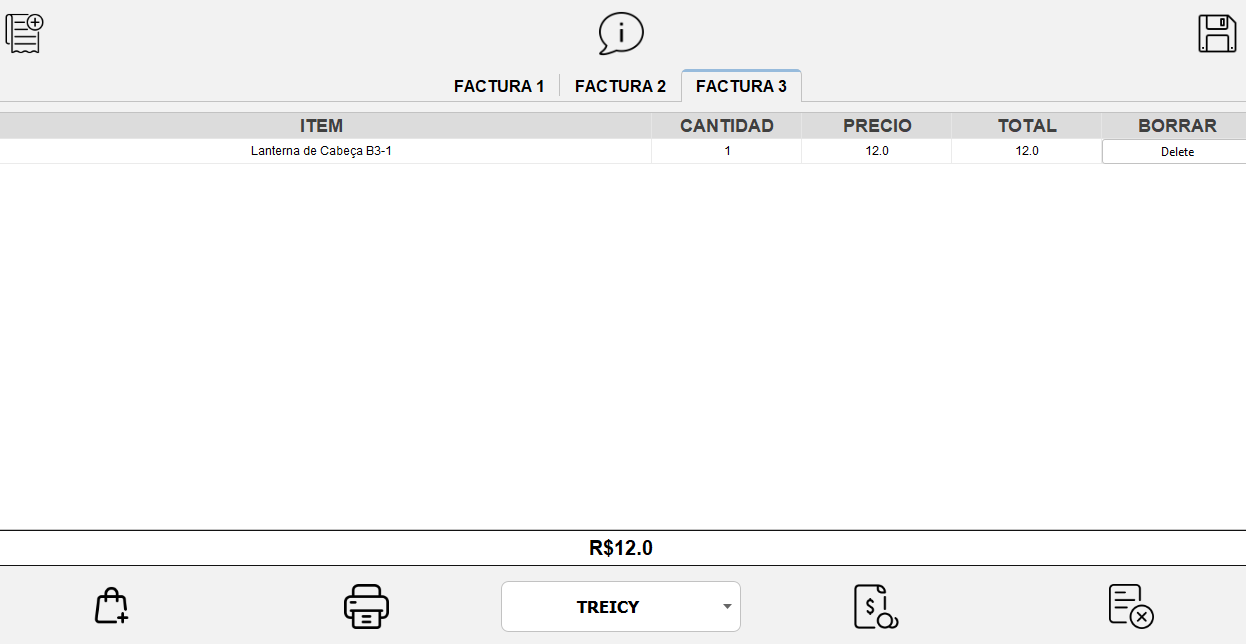 FACTURA 1 FACTURA 2 FACTURA 3
ITEM CANTIDAD PRECIO TOTAL BORRAR
Lanterna de Cabeça B3-1 1 12.0 12.0 Delete
R$12.0
TREICY